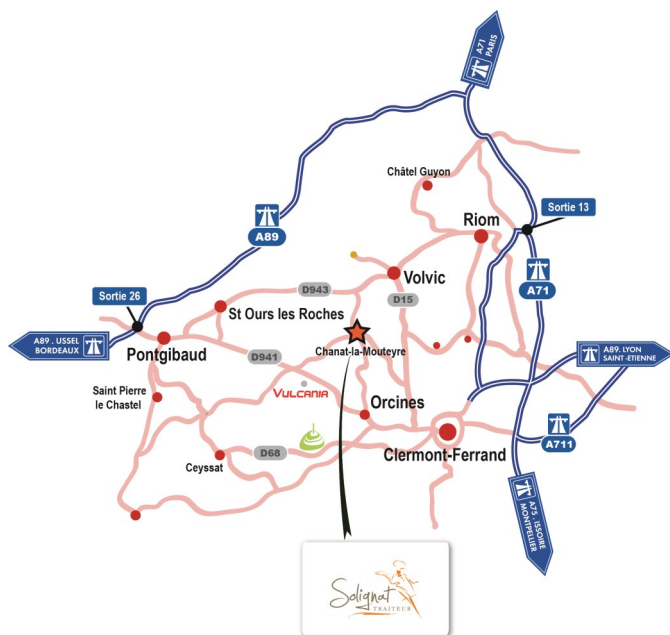 A71
PARIS
Châtel Guyon
Sortie 13
Riom
A89
Volvic
A71
D943
D15
Sortie 26
St Ours les Roches
A89 . USSEL
BORDEAUX
Pontgibaud
Chanat-la-Mouteyre
A89. LYON
SAINT-ETIENNE
D941
Saint Pierre
le Chastel
VULCANIA
Orcines
Clermont-Ferrand
A711
D68
Ceyssat
A75 . ISSOIRE
MONTPELLIER
Solignat
TRAITEUR